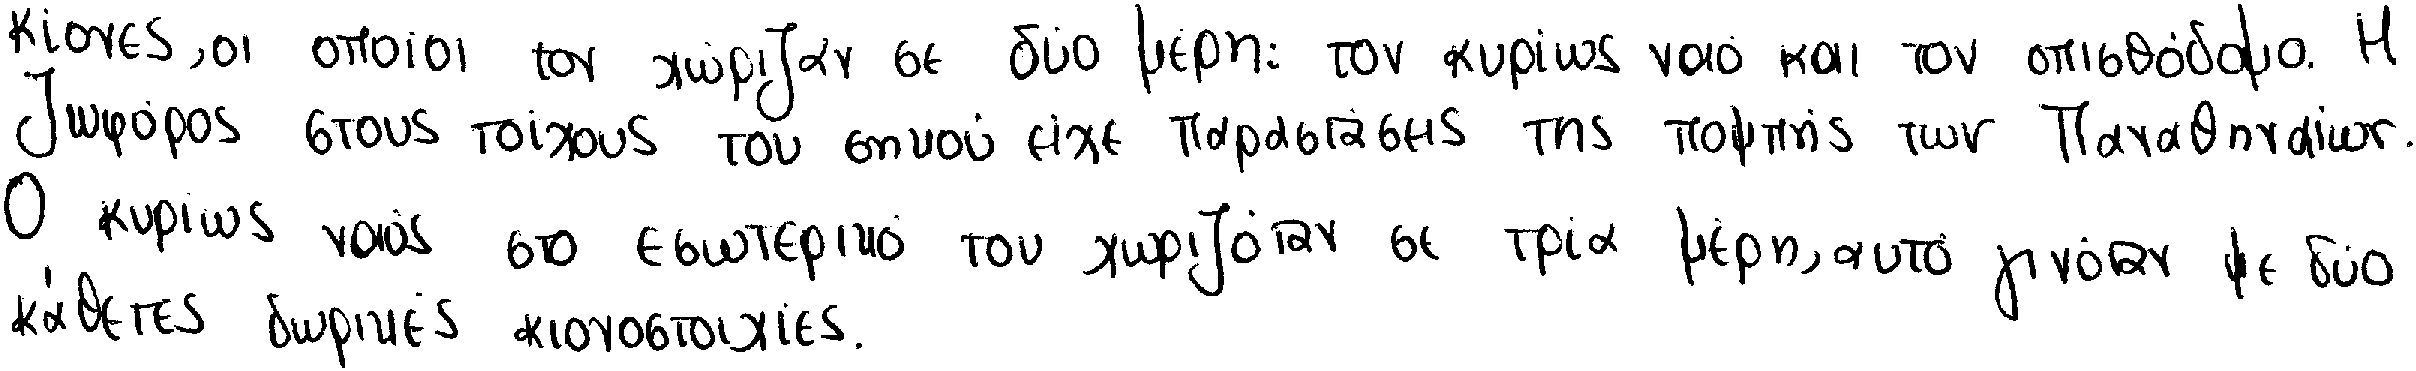 κίονες, οι οποίοι τον χώριζαν σε δύο μέρη: τον κυρίως ναό και τον οπισθόδομο. Η
ζωφόρος στους τοίχους του σηκού είχε παραστάσεις της πομπής των Παναθηναίων.
Ο κυρίως ναός στο εσωτερικό του χωριζόταν σε τρία μέρη, αυτό γινόταν με δύο
κάθετες δωρικές κιονοστοιχίες.